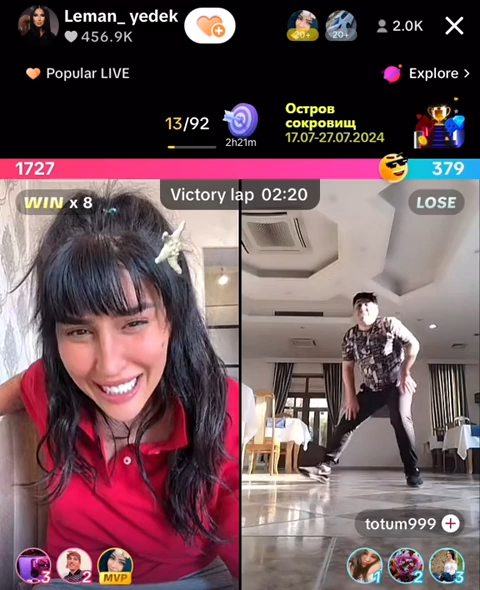 Leman_ yedek
456.9K
20+
20+
2.0K
Popular LIVE
Explore >
13/92
2h21m
Остров
сокровищ
17.07-27.07.2024
1727
379
Victory lap 02:20
WIN x 8
LOSE
totum999
3
2
MVP
1
2
3